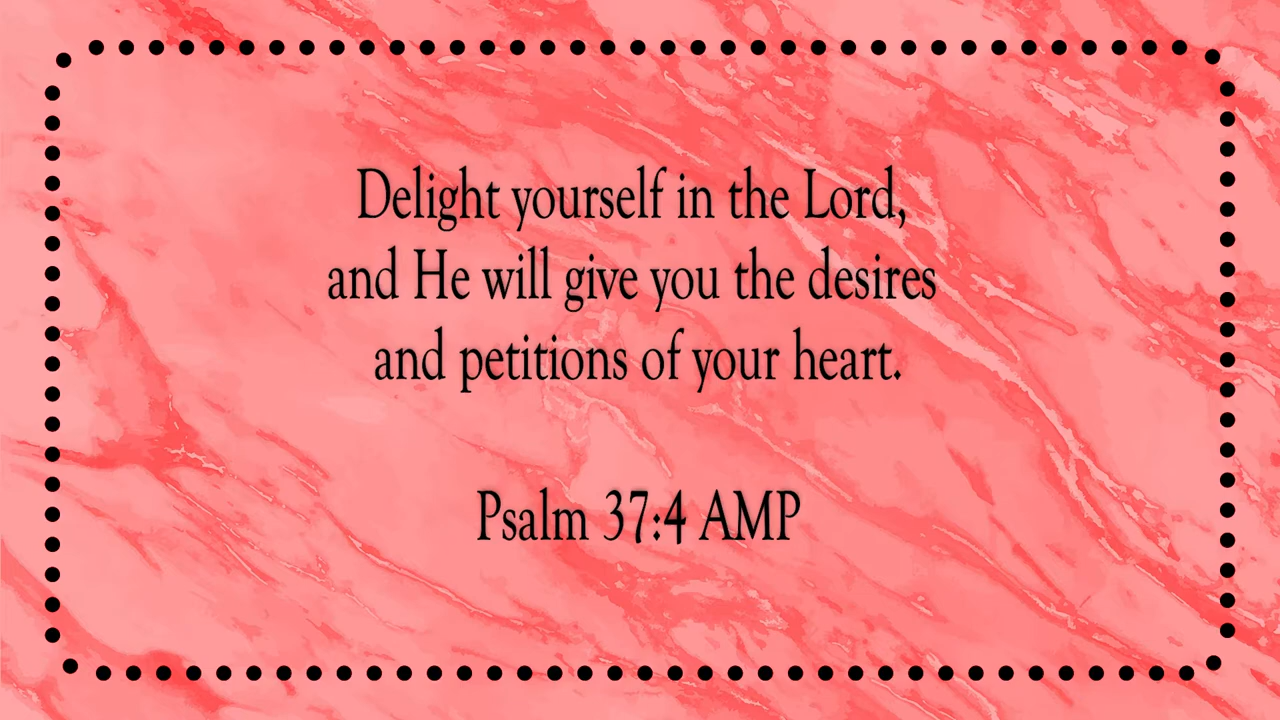 Delight yourself in the Lord,
and He will give you the desires
and petitions of your heart.
Psalm 37:4 AMP